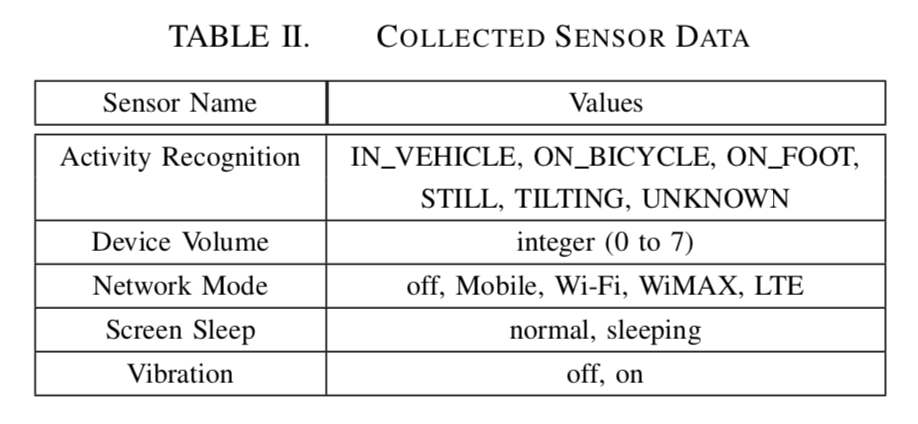 TABLE II. COLLECTED SENSOR DATA
Sensor Name Values
Activity Recognition IN_VEHICLE, ON_BICYCLE, ON_FOOT,
STILL, TILTING, UNKNOWN
Device Volume integer (0 to 7)
Network Mode off, Mobile, Wi-Fi, WiMAX, LTE
Screen Sleep normal, sleeping
Vibration off, on